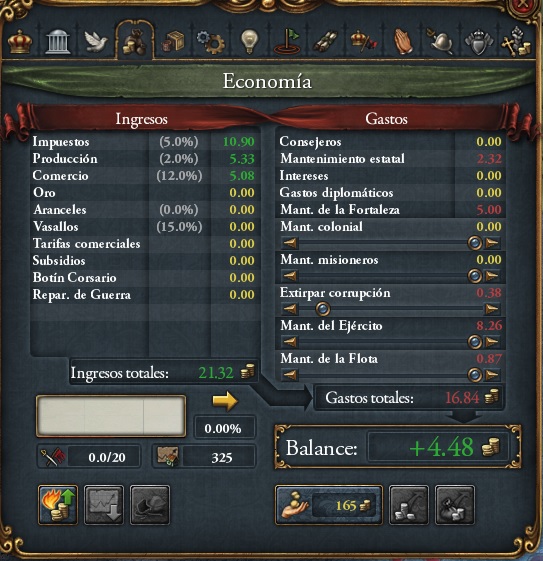 Economía
Ingresos
Impuestos (5.0%) 10.90
Producción (2.0%) 5.33
Comercio (12.0%) 5.08
Oro 0.00
Aranceles (0.0%) 0.00
Vasallos (15.0%) 0.00
Tarifas comerciales 0.00
Subsidios 0.00
Botín Corsario 0.00
Repar. de Guerra 0.00
Ingresos totales: 21.32
0.00%
0.0/20 325
Gastos
Consejeros 0.00
Mantenimiento estatal 2.32
Intereses 0.00
Gastos diplomáticos 0.00
Mant. de la Fortaleza 5.00
Mant. colonial 0.00
Mant. misioneros 0.00
Extirpar corrupción 0.38
Mant. del Ejército 8.26
Mant. de la Flota 0.87
Gastos totales: 16.84
Balance: +4.48
165